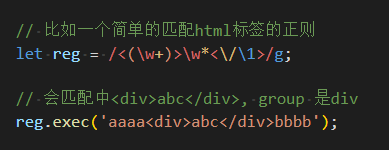 // 比如一个简单的匹配html标签的正则
let reg = /<(\w+)>\w*<\/\1>/g;
// 会匹配中<div>abc</div>, group 是div
reg.exec('aaaa<div>abc</div>bbbb');